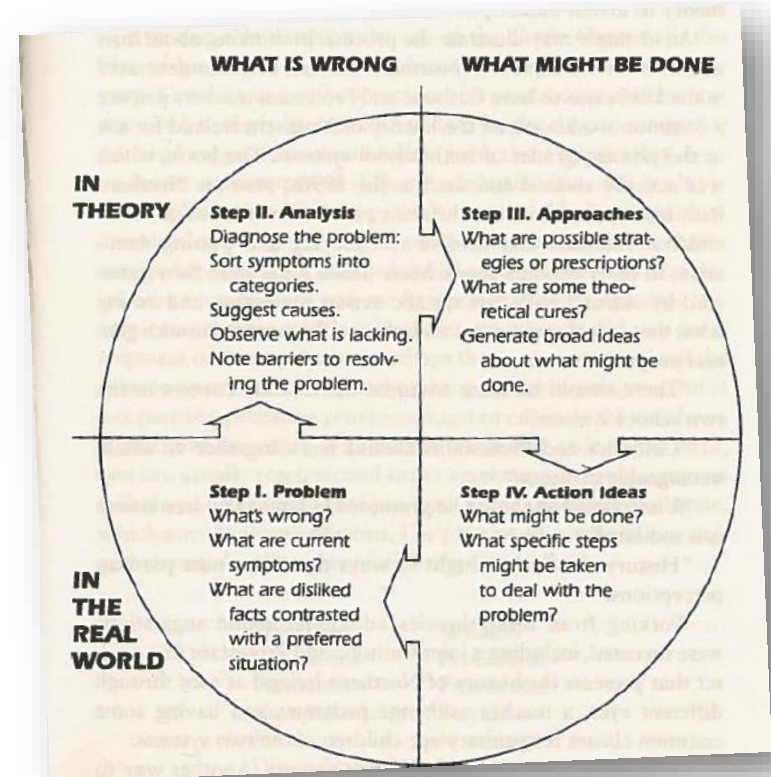 WHAT IS WRONG
WHAT MIGHT BE DONE
IN
THEORY
Step II. Analysis
Diagnose the problem:
Sort symptoms into
categories.
Suggest causes.
Observe what is lacking.
Note barriers to resolv-
ing the problem.
Step III. Approaches
What are possible strat-
egies or prescriptions?
What are some theo-
retical cures?
Generate broad ideas
about what might be
done.
IN
THE
REAL
WORLD
Step I. Problem
What's wrong?
What are current
symptoms?
What are disliked
facts contrasted
with a preferred
situation?
Step IV. Action Ideas
What might be done?
What specific steps
might be taken
to deal with the
problem?